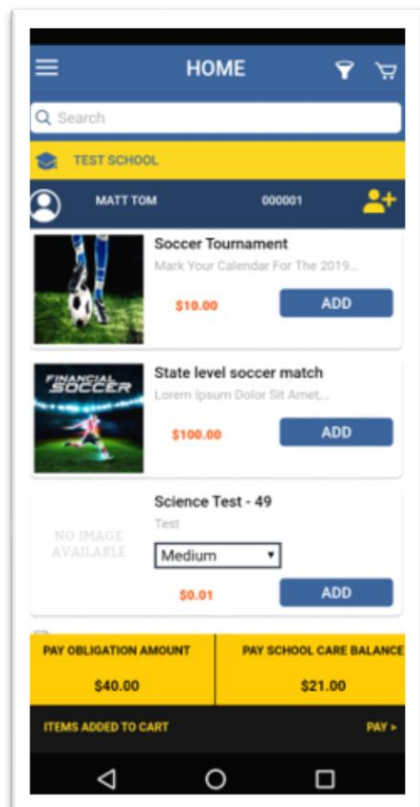 HOME
Search
TEST SCHOOL
MATT TOM 000001
Soccer Tournament
Mark Your Calendar For The 2019...
$10.00 ADD
FINANCIAL
SOCCER
State level soccer match
Lorem Ipsum Dolor Sit Amet,...
$100.00 ADD
Science Test - 49
Test
NO IMAGE
AVAILABLE
Medium
$0.01 ADD
PAY OBLIGATION AMOUNT PAY SCHOOL CARE BALANCE
$40.00 $21.00
ITEMS ADDED TO CART PAY >